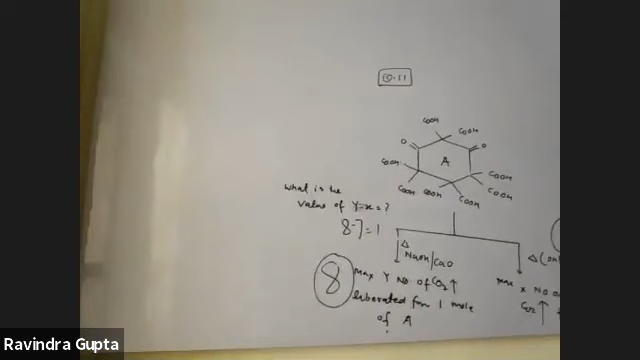 Q.11
COOH
COOH
O
O
A
COOH
COOH
COOH
COOH
COOH
COOH
what is the
value of Y-x = ?
8-7=1
Δ
NaOH/CaO
Δ
8
max Y NO of CO2 ↑
liberated from 1 mole
of A
max x NO
CO2 ↑
Ravindra Gupta